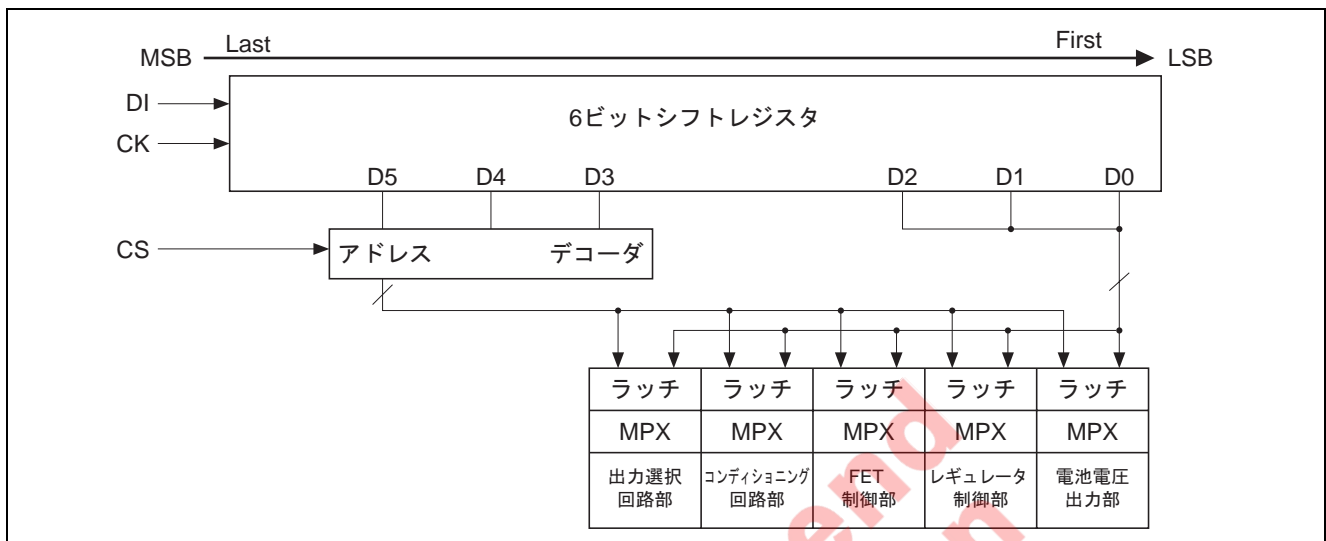 Last First
MSB LSB
DI
6ビットシフトレジスタ
CK
D5 D4 D3 D2 D1 D0
CS
アドレス デコーダ
ラッチ ラッチ ラッチ ラッチ ラッチ
MPX MPX MPX MPX MPX
出力選択 コンディショニング FET レギュレータ 電池電圧
回路部 回路部 制御部 制御部 出力部